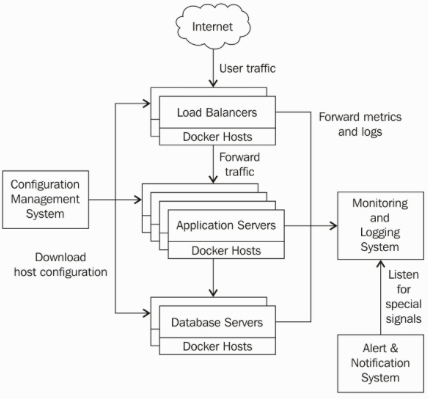 Internet
User traffic
Load Balancers
Docker Hosts
Forward metrics
and logs
Forward
traffic
Configuration
Management
System
Application Servers
Docker Hosts
Monitoring
and
Logging
System
Download
host configuration
Listen
for
special
signals
Database Servers
Docker Hosts
Alert &
Notification
System